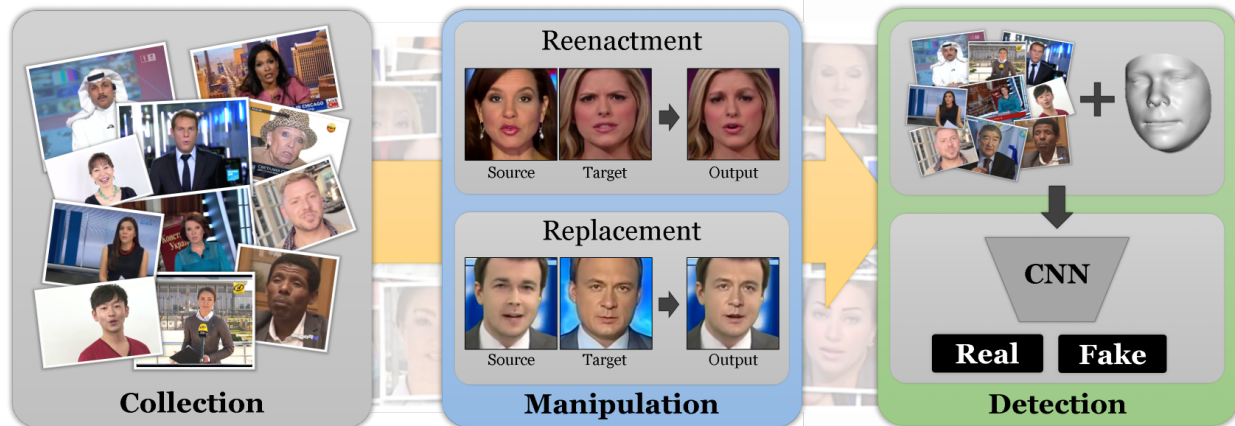 Reenactment
Source
Target
Output
Replacement
Source
Target
Output
CNN
Real
Fake
Collection
Manipulation
Detection